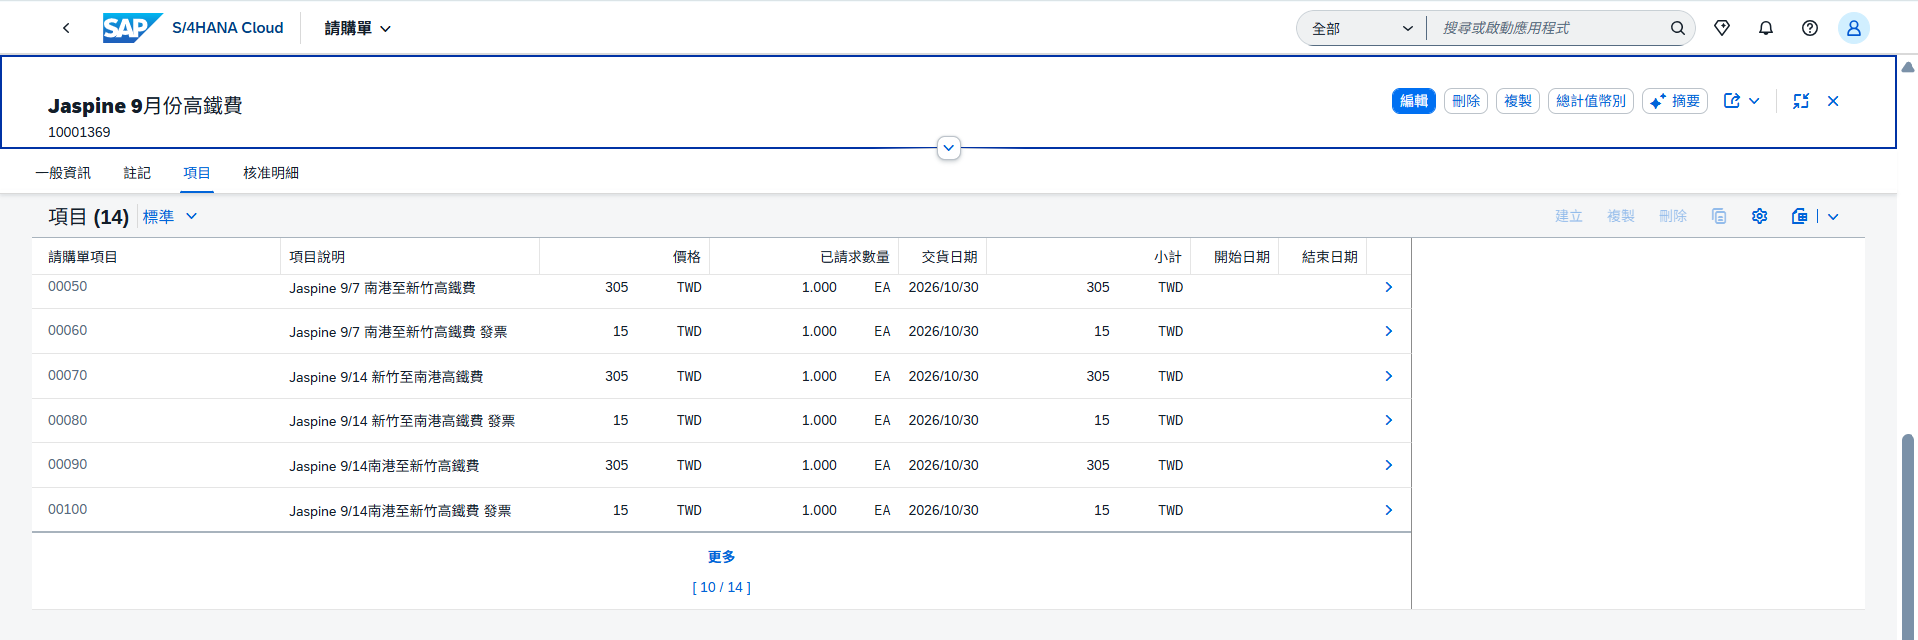 SAP S/4HANA Cloud 請購單 全部 搜尋或啟動應用程式
Jaspine 9月份高鐵費 編輯 刪除 複製 總計值幣別 摘要
10001369
一般資訊 註記 項目 核准明細
項目 (14) 標準 建立 複製 刪除
請購單項目 項目說明 價格 已請求數量 交貨日期 小計 開始日期 結束日期
00050 Jaspine 9/7 南港至新竹高鐵費 305 TWD 1.000 EA 2026/10/30 305 TWD
00060 Jaspine 9/7 南港至新竹高鐵費 發票 15 TWD 1.000 EA 2026/10/30 15 TWD
00070 Jaspine 9/14 新竹至南港高鐵費 305 TWD 1.000 EA 2026/10/30 305 TWD
00080 Jaspine 9/14 新竹至南港高鐵費 發票 15 TWD 1.000 EA 2026/10/30 15 TWD
00090 Jaspine 9/14南港至新竹高鐵費 305 TWD 1.000 EA 2026/10/30 305 TWD
00100 Jaspine 9/14南港至新竹高鐵費 發票 15 TWD 1.000 EA 2026/10/30 15 TWD
更多
[ 10 / 14 ]